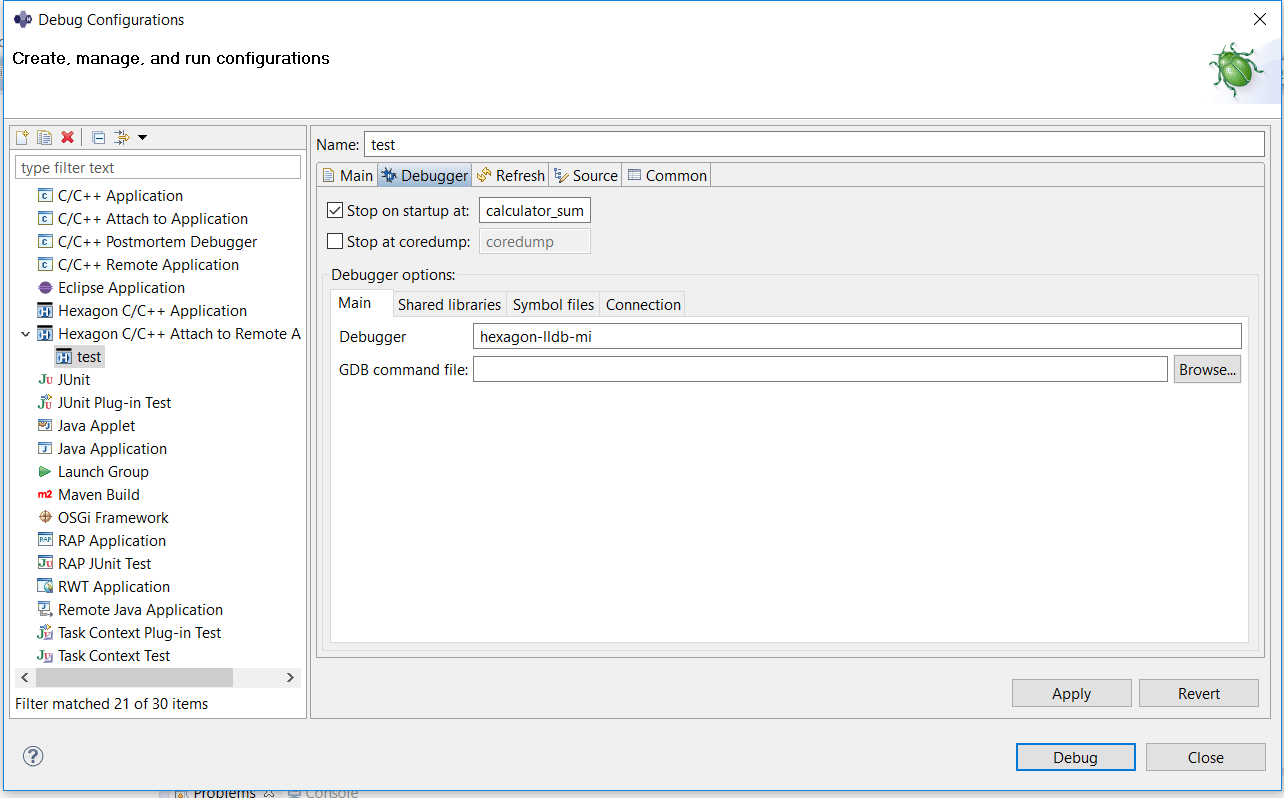 Debug Configurations
Create, manage, and run configurations
type filter text
C/C++ Application
C/C++ Attach to Application
C/C++ Postmortem Debugger
C/C++ Remote Application
Eclipse Application
Hexagon C/C++ Application
Hexagon C/C++ Attach to Remote A
test
JUnit
JUnit Plug-in Test
Java Applet
Java Application
Launch Group
m2 Maven Build
OSGi Framework
RAP Application
RAP JUnit Test
RWT Application
Remote Java Application
Task Context Plug-in Test
Task Context Test
Filter matched 21 of 30 items
Name: test
Main Debugger Refresh Source Common
Stop on startup at: calculator_sum
Stop at coredump: coredump
Debugger options:
Main Shared libraries Symbol files Connection
Debugger hexagon-lldb-mi
GDB command file: Browse...
Apply Revert
Debug Close
Problems Console